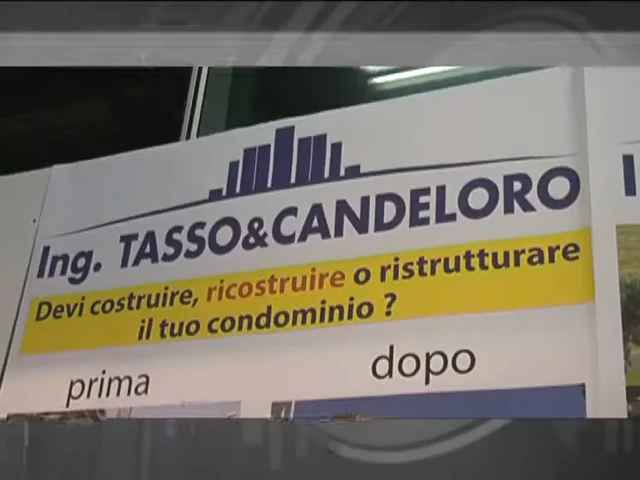 Ing. TASSO&CANDELORO
Devi costruire, ricostruire o ristrutturare
il tuo condominio ?
prima
dopo
I